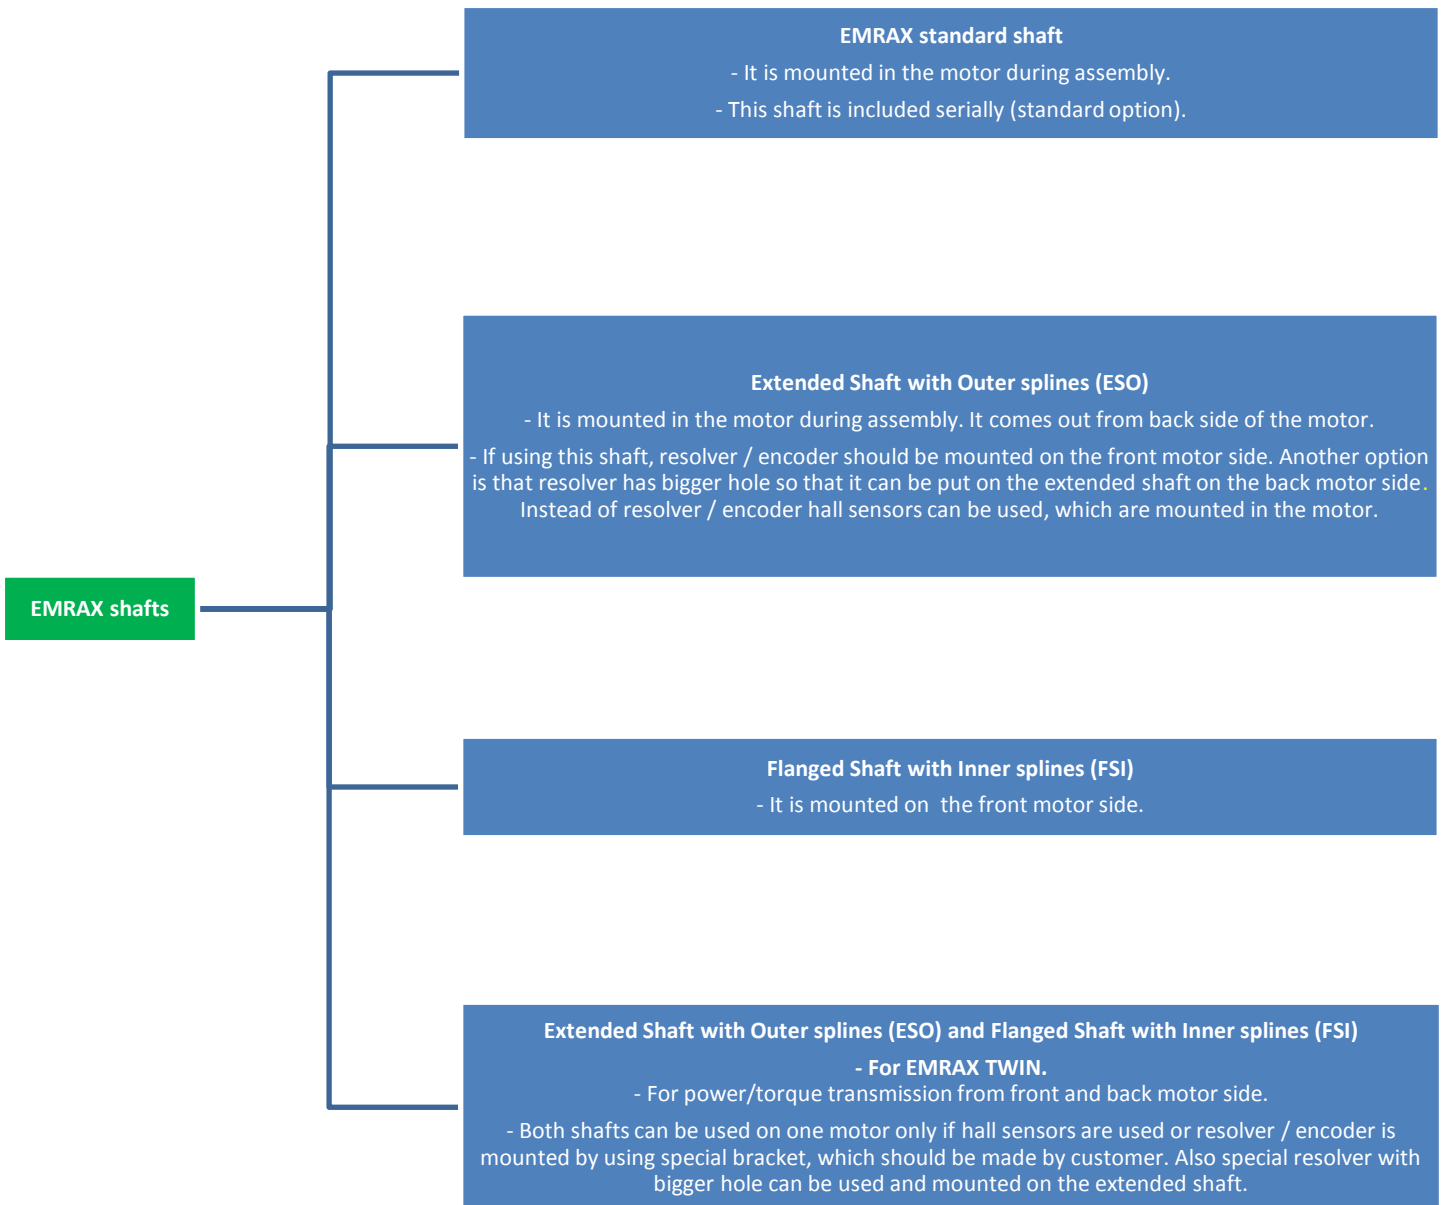 EMRAX standard shaft
- It is mounted in the motor during assembly.
- This shaft is included serially (standard option).
Extended Shaft with Outer splines (ESO)
- It is mounted in the motor during assembly. It comes out from back side of the motor.
- If using this shaft, resolver / encoder should be mounted on the front motor side. Another option
is that resolver has bigger hole so that it can be put on the extended shaft on the back motor side.
Instead of resolver / encoder hall sensors can be used, which are mounted in the motor.
EMRAX shafts
Flanged Shaft with Inner splines (FSI)
- It is mounted on  the front motor side.
Extended Shaft with Outer splines (ESO) and Flanged Shaft with Inner splines (FSI)
- For EMRAX TWIN.
- For power/torque transmission from front and back motor side.
- Both shafts can be used on one motor only if hall sensors are used or resolver / encoder is
mounted by using special bracket, which should be made by customer. Also special resolver with
bigger hole can be used and mounted on the extended shaft.